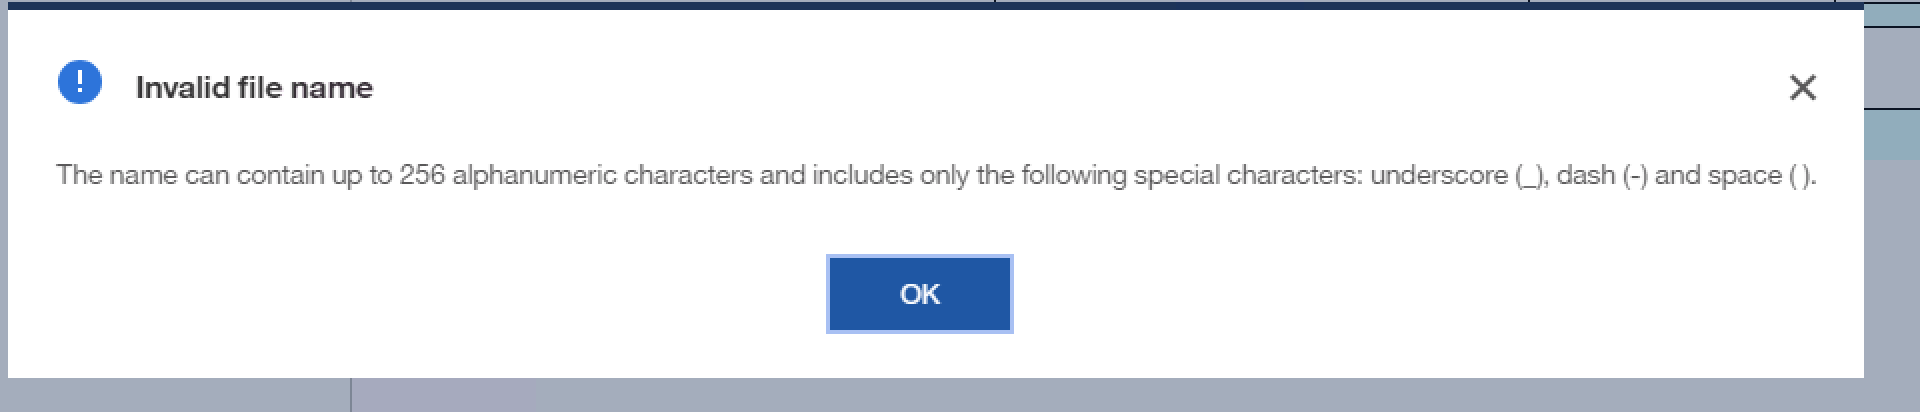 Invalid file name
The name can contain up to 256 alphanumeric characters and includes only the following special characters: underscore (_), dash (-) and space ( ).
OK